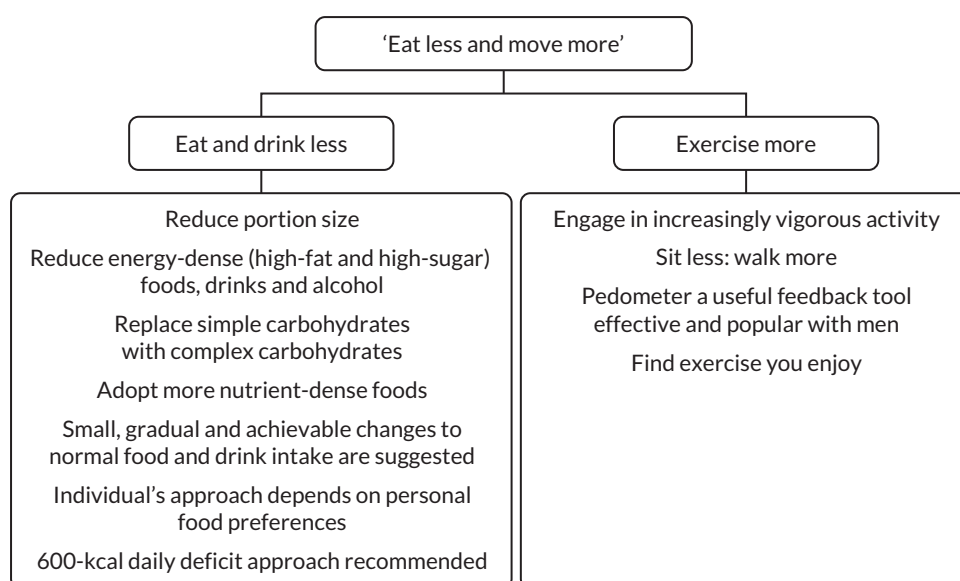 ‘Eat less and move more’
Eat and drink less
Exercise more
Reduce portion size
Reduce energy-dense (high-fat and high-sugar)
foods, drinks and alcohol
Replace simple carbohydrates
with complex carbohydrates
Adopt more nutrient-dense foods
Small, gradual and achievable changes to
normal food and drink intake are suggested
Individual’s approach depends on personal
food preferences
600-kcal daily deficit approach recommended
Engage in increasingly vigorous activity
Sit less: walk more
Pedometer a useful feedback tool
effective and popular with men
Find exercise you enjoy